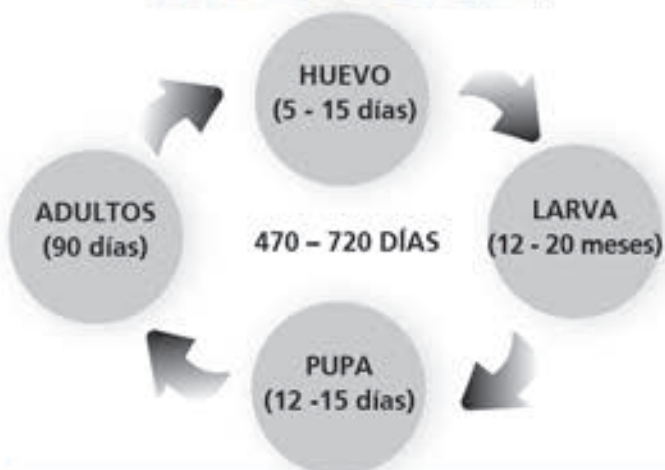 HUEVO
(5 - 15 días)
LARVA
(12 - 20 meses)
470 – 720 DÍAS
ADULTOS
(90 días)
PUPA
(12 -15 días)